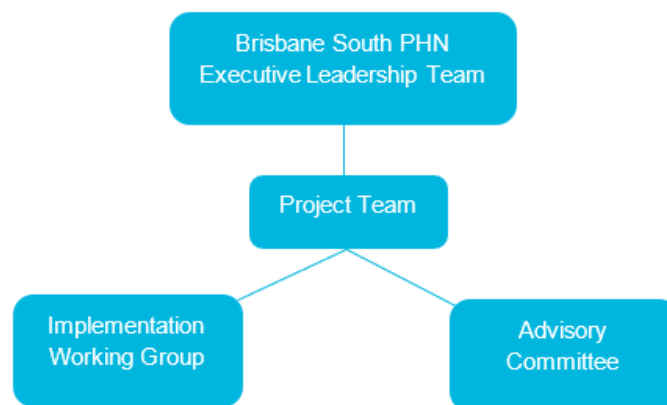 Brisbane South PHN
Executive Leadership Team
Project Team
Implementation
Working Group
Advisory
Committee